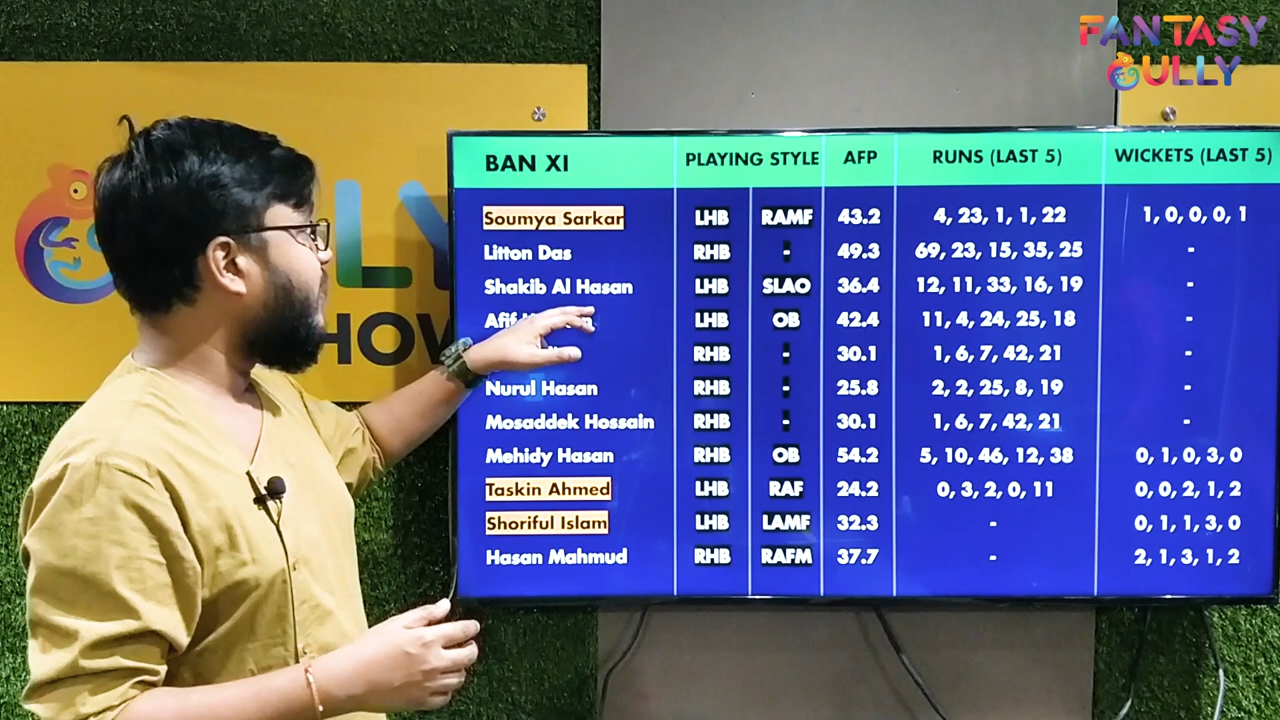 FANTASY
GULLY
LY
HOW
BAN XI PLAYING STYLE AFP RUNS (LAST 5) WICKETS (LAST 5)
Soumya Sarkar LHB RAMF 43.2 4, 23, 1, 1, 22 1, 0, 0, 0, 1
Litton Das RHB - 49.3 69, 23, 15, 35, 25 -
Shakib Al Hasan LHB SLAO 36.4 12, 11, 33, 16, 19 -
Afif LHB OB 42.4 11, 4, 24, 25, 18 -
RHB - 30.1 1, 6, 7, 42, 21 -
Nurul Hasan RHB - 25.8 2, 2, 25, 8, 19 -
Mosaddek Hossain RHB - 30.1 1, 6, 7, 42, 21 -
Mehidy Hasan RHB OB 54.2 5, 10, 46, 12, 38 0, 1, 0, 3, 0
Taskin Ahmed LHB RAF 24.2 0, 3, 2, 0, 11 0, 0, 2, 1, 2
Shoriful Islam LHB LAMF 32.3 - 0, 1, 1, 3, 0
Hasan Mahmud RHB RAFM 37.7 - 2, 1, 3, 1, 2